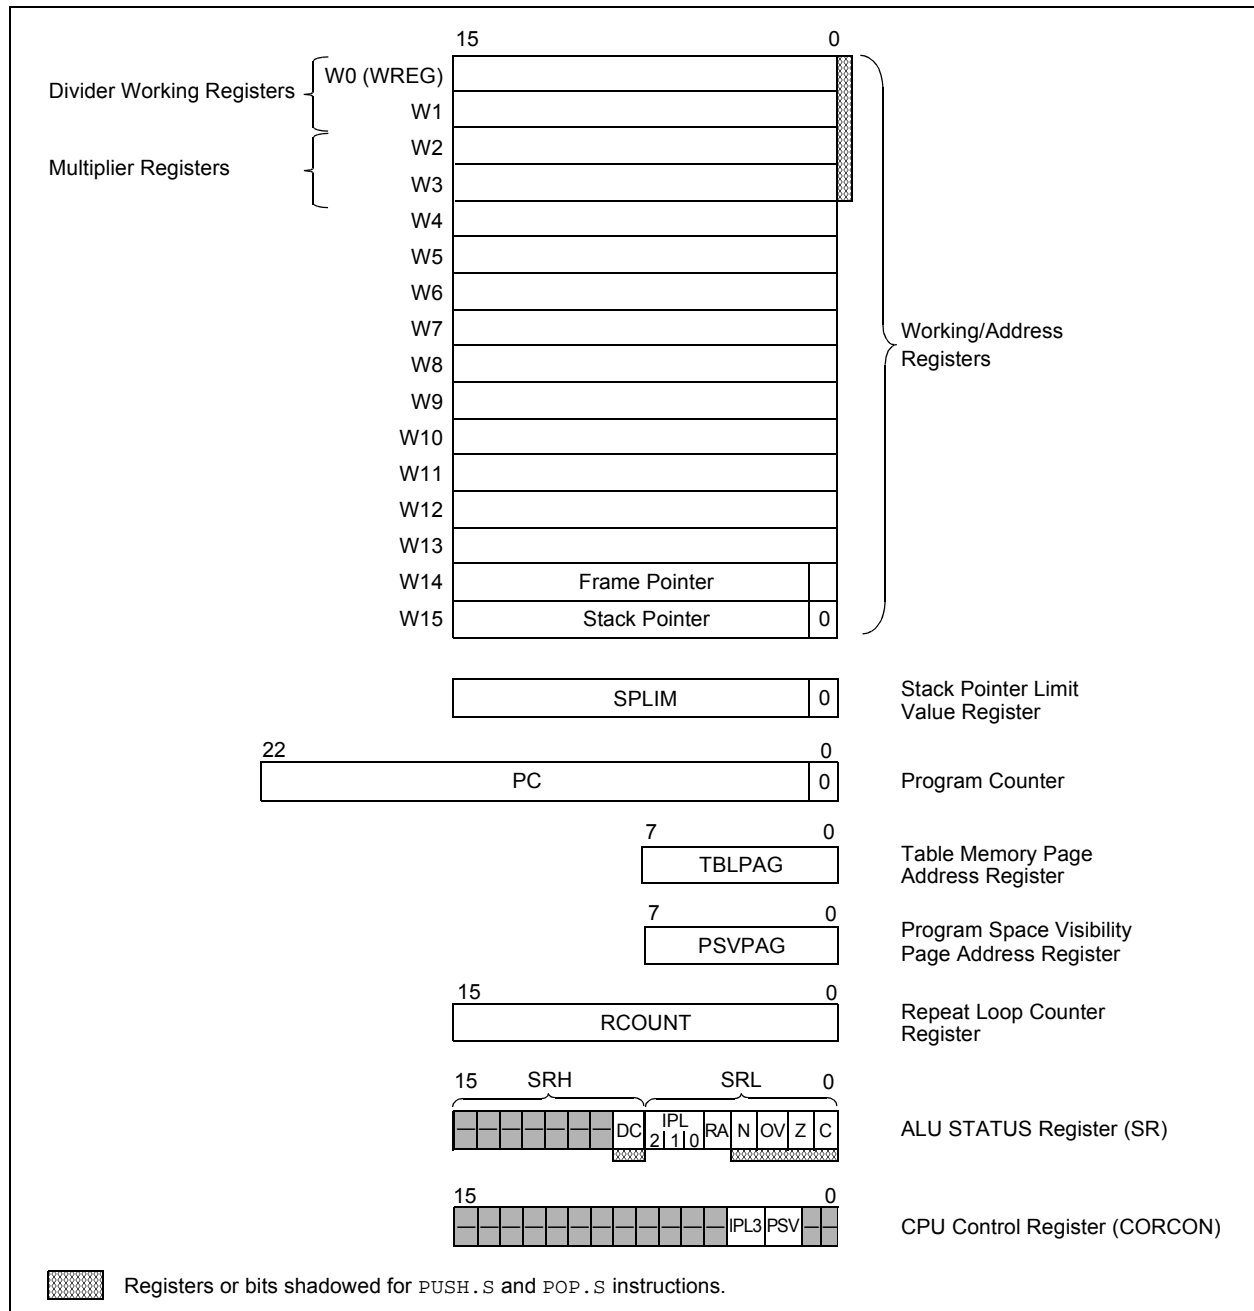 15 0
Divider Working Registers
Multiplier Registers
W0 (WREG)
W1
W2
W3
W4
W5
W6
W7
W8
W9
W10
W11
W12
W13
W14 Frame Pointer
W15 Stack Pointer 0
Working/Address
Registers
SPLIM 0
Stack Pointer Limit
Value Register
22 0
PC 0
Program Counter
7 0
TBLPAG
Table Memory Page
Address Register
7 0
PSVPAG
Program Space Visibility
Page Address Register
15 0
RCOUNT
Repeat Loop Counter
Register
15 SRH SRL 0
— — — — — — — DC IPL 2 1 0 RA N OV Z C
ALU STATUS Register (SR)
15 0
— — — — — — — — — — — — IPL3 PSV — —
CPU Control Register (CORCON)
Registers or bits shadowed for PUSH.S and POP.S instructions.